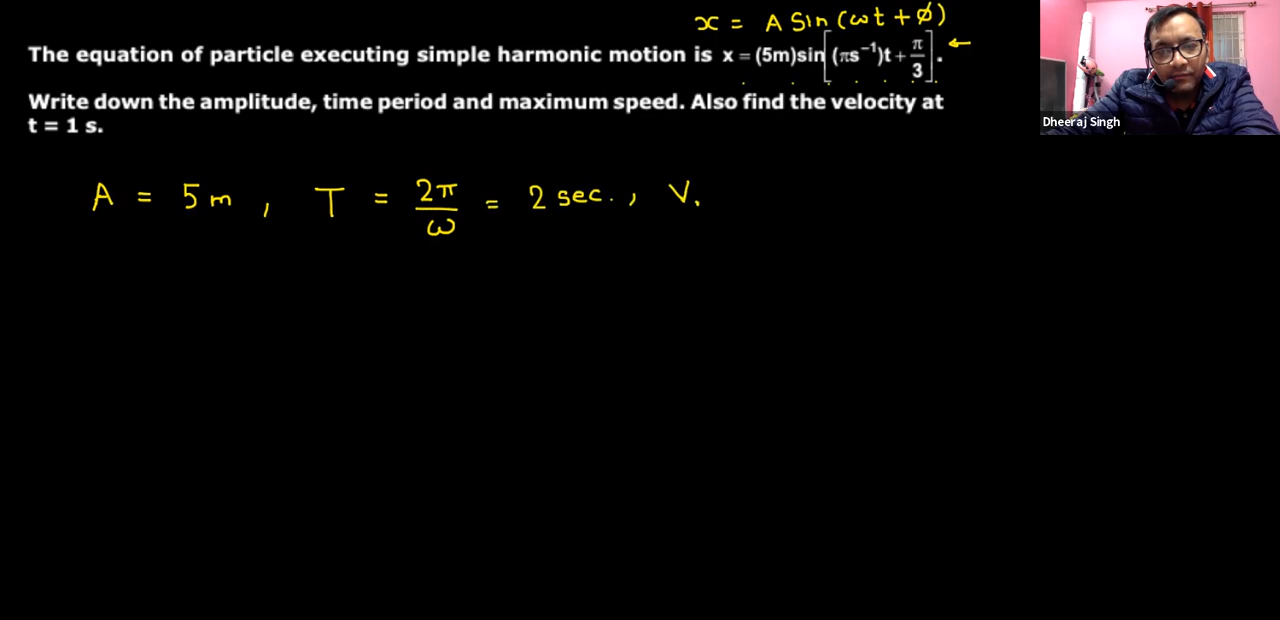 x = A Sin (ωt + ϕ)
The equation of particle executing simple harmonic motion is x = (5m)sin[(πs⁻¹)t + π/3].
Write down the amplitude, time period and maximum speed. Also find the velocity at
t = 1 s.
A = 5 m , T = 2π/ω = 2 sec. , V.
Dheeraj Singh